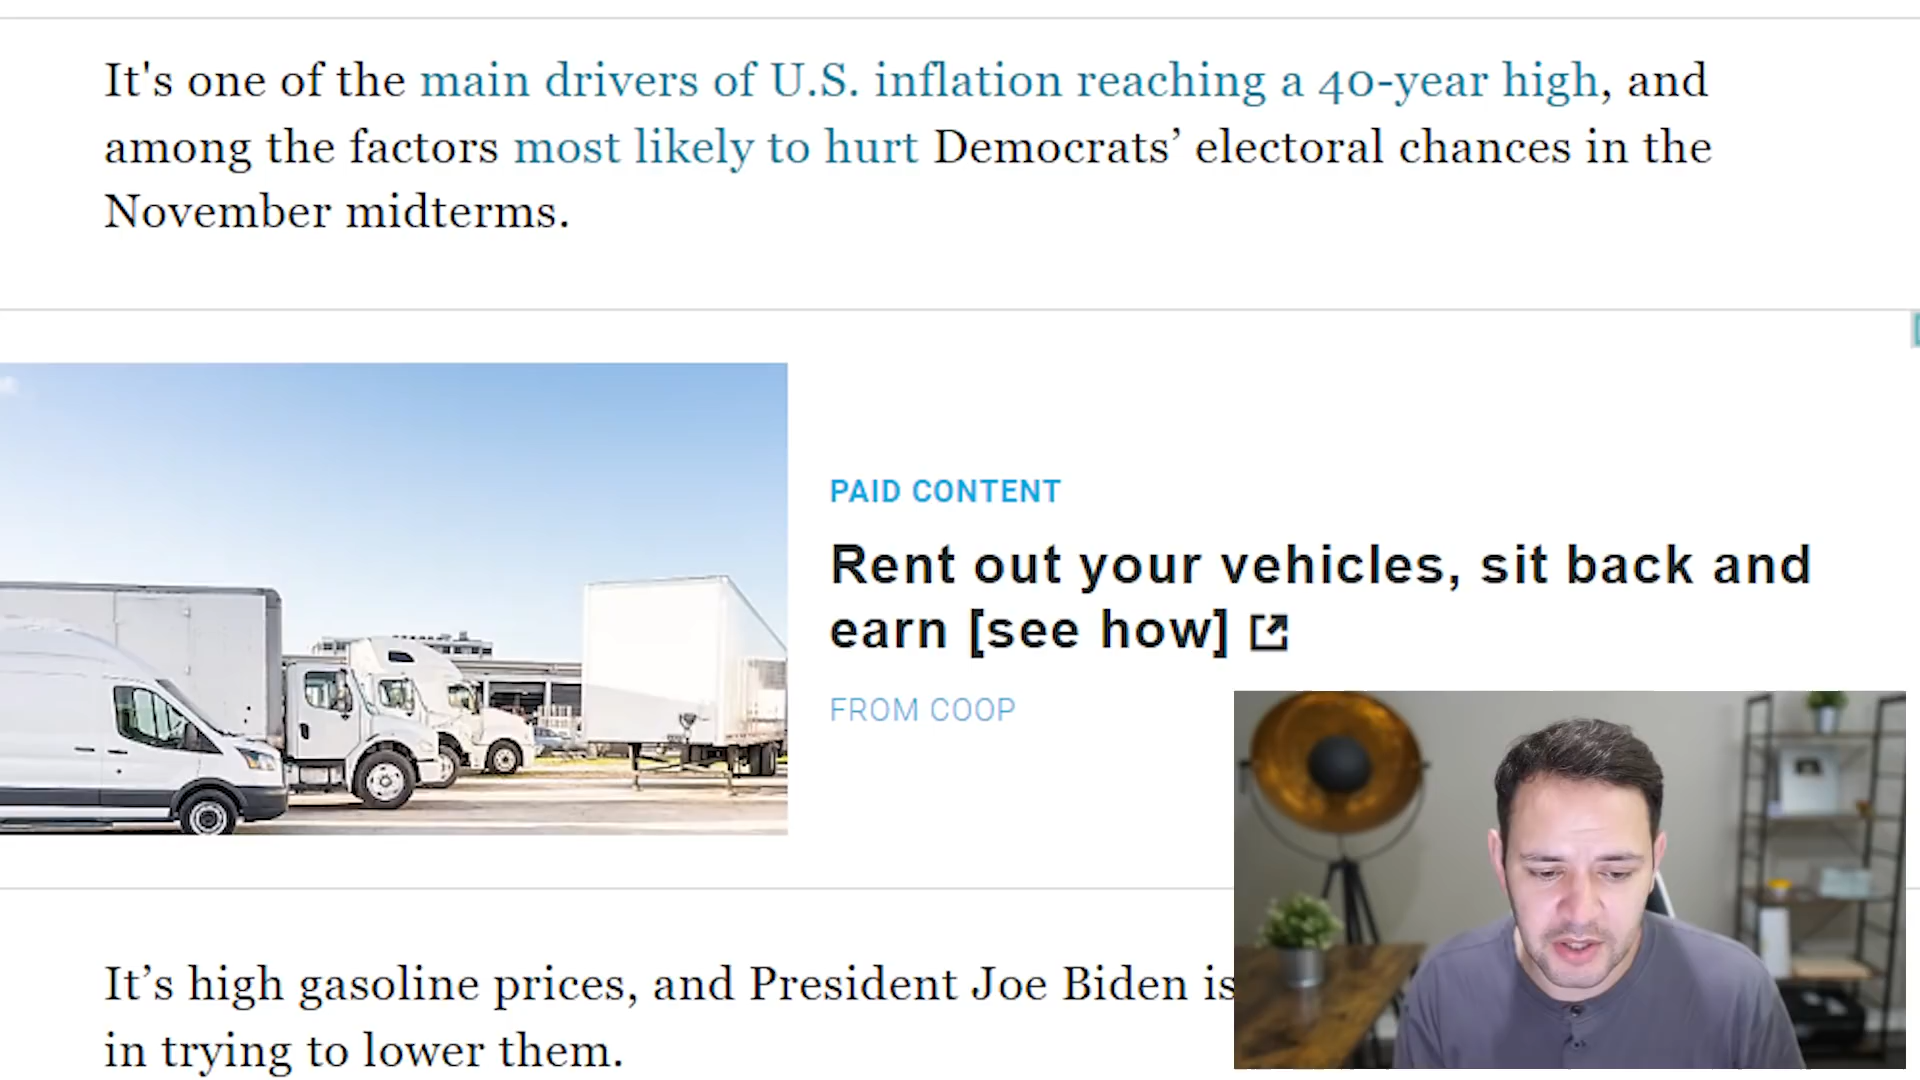 It's one of the main drivers of U.S. inflation reaching a 40-year high, and
among the factors most likely to hurt Democrats’ electoral chances in the
November midterms.
PAID CONTENT
Rent out your vehicles, sit back and
earn [see how]
FROM COOP
It’s high gasoline prices, and President Joe Biden is
in trying to lower them.